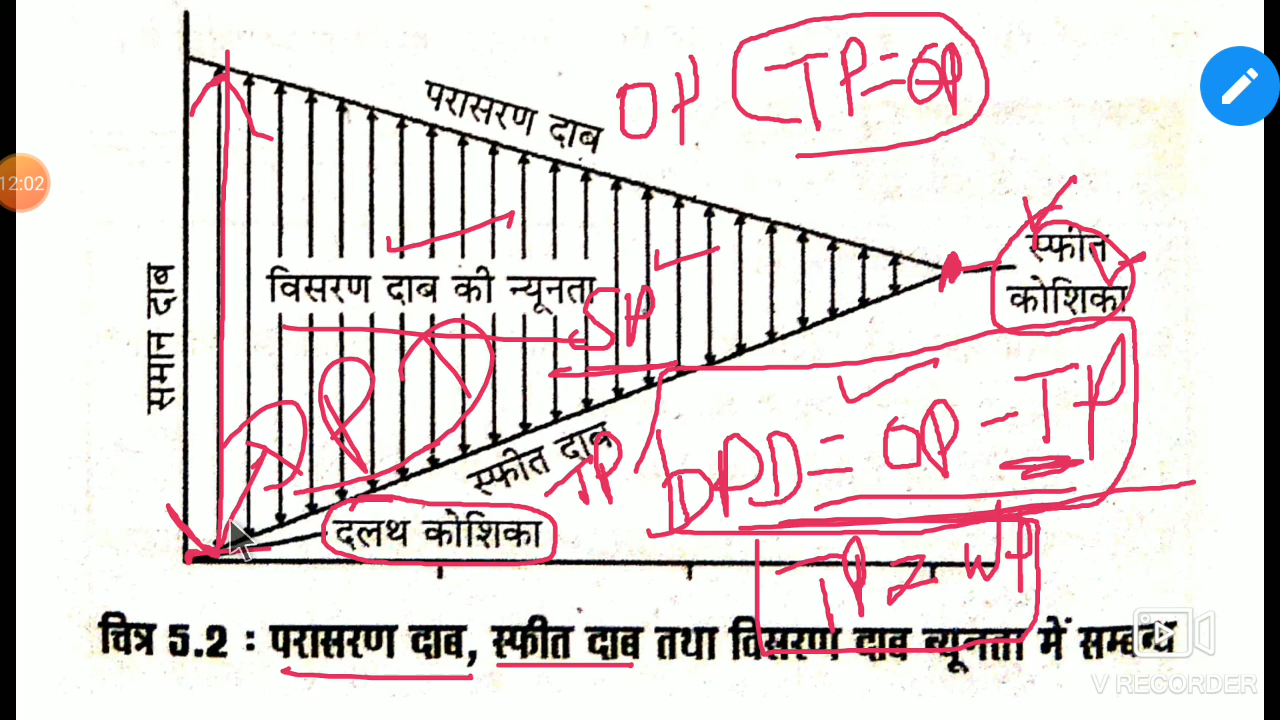 OP
TP=OP
परासरण दाब
12:02
स्फीत
कोशिका
विसरण दाब की न्यूनता
SP
समान दाब
DPD
DPD = OP - TP
स्फीत दाब
TP
दलथ कोशिका
TP = WP
चित्र 5.2 : परासरण दाब, स्फीत दाब तथा विसरण दाब न्यूनता में सम्बन्ध
V RECORDER